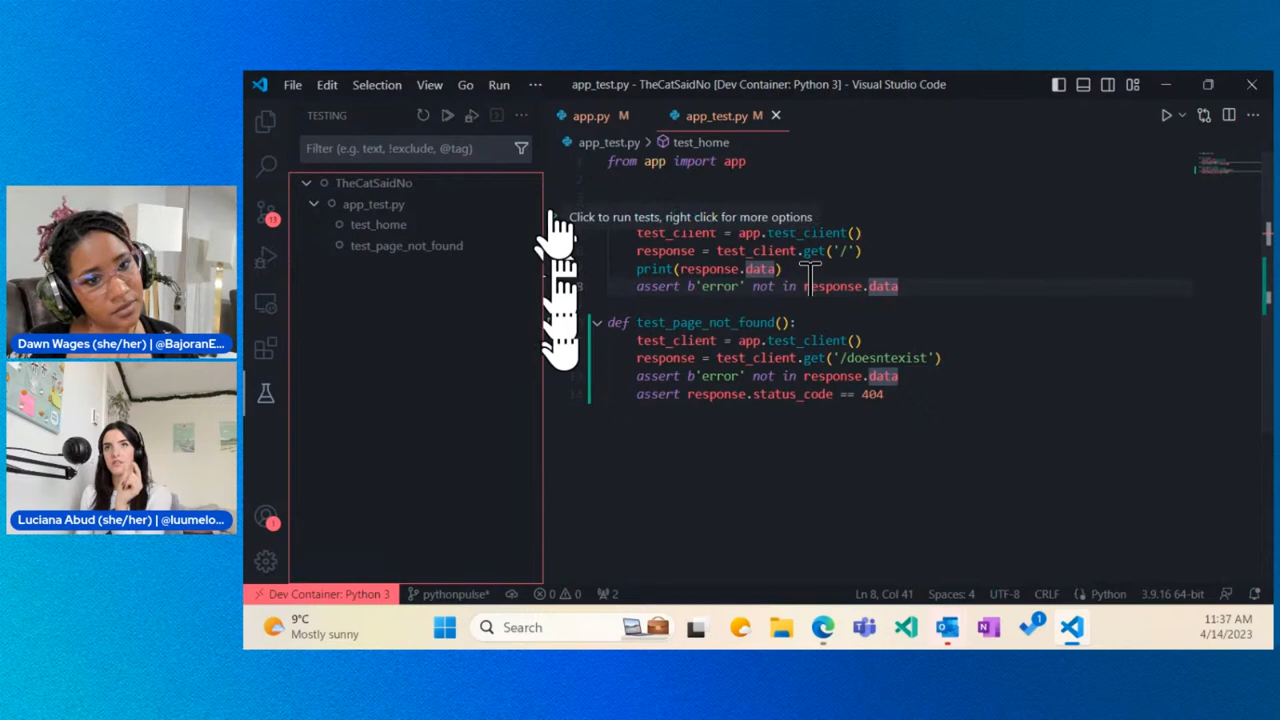 File Edit Selection View Go Run ··· app_test.py - TheCatSaidNo [Dev Container: Python 3] - Visual Studio Code
TESTING
Filter (e.g. text, !exclude, @tag)
TheCatSaidNo
app_test.py
test_home
test_page_not_found
13
1
app.py M app_test.py M
app_test.py > test_home
from app import app
Click to run tests, right click for more options
test_client = app.test_client()
response = test_client.get('/')
print(response.data)
assert b'error' not in response.data
def test_page_not_found():
test_client = app.test_client()
response = test_client.get('/doesntexist')
assert b'error' not in response.data
14 assert response.status_code == 404
Dev Container: Python 3 pythonpulse* 0 0 2 Ln 8, Col 41 Spaces: 4 UTF-8 CRLF Python 3.9.16 64-bit
Dawn Wages (she/her) | @BajoranE...
Luciana Abud (she/her) | @luumelo...
9°C
Mostly sunny
Search
1
11:37 AM
4/14/2023